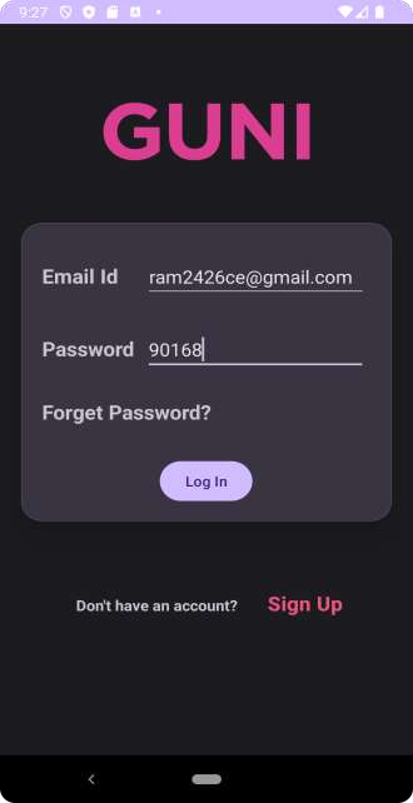 9:27
GUNI
Email Id ram2426ce@gmail.com
Password 90168
Forget Password?
Log In
Don't have an account? Sign Up